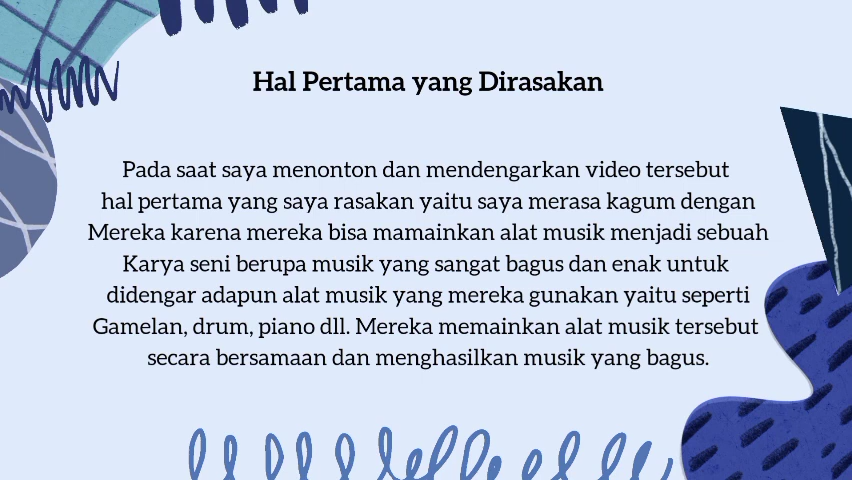 Hal Pertama yang Dirasakan
Pada saat saya menonton dan mendengarkan video tersebut
hal pertama yang saya rasakan yaitu saya merasa kagum dengan
Mereka karena mereka bisa mamainkan alat musik menjadi sebuah
Karya seni berupa musik yang sangat bagus dan enak untuk
didengar adapun alat musik yang mereka gunakan yaitu seperti
Gamelan, drum, piano dll. Mereka memainkan alat musik tersebut
secara bersamaan dan menghasilkan musik yang bagus.